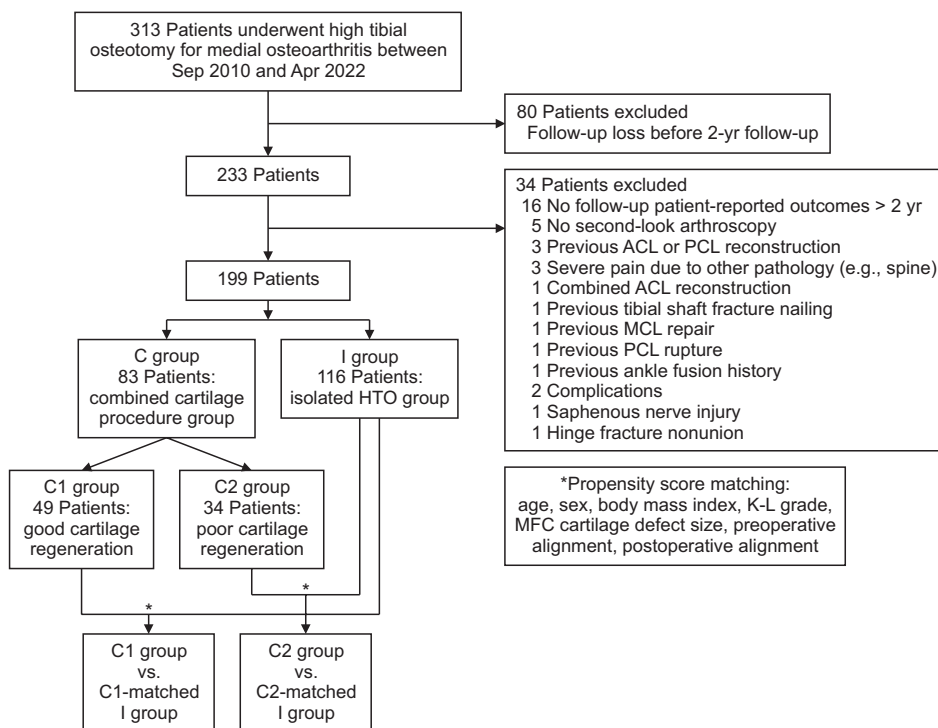 313 Patients underwent high tibial
osteotomy for medial osteoarthritis between
Sep 2010 and Apr 2022
80 Patients excluded
Follow-up loss before 2-yr follow-up
233 Patients
34 Patients excluded
16 No follow-up patient-reported outcomes > 2 yr
5 No second-look arthroscopy
3 Previous ACL or PCL reconstruction
3 Severe pain due to other pathology (e.g., spine)
1 Combined ACL reconstruction
1 Previous tibial shaft fracture nailing
1 Previous MCL repair
1 Previous PCL rupture
1 Previous ankle fusion history
2 Complications
1 Saphenous nerve injury
1 Hinge fracture nonunion
199 Patients
C group
83 Patients:
combined cartilage
procedure group
I group
116 Patients:
isolated HTO group
C1 group
49 Patients:
good cartilage
regeneration
C2 group
34 Patients:
poor cartilage
regeneration
*Propensity score matching:
age, sex, body mass index, K-L grade,
MFC cartilage defect size, preoperative
alignment, postoperative alignment
*
*
C1 group
vs.
C1-matched
I group
C2 group
vs.
C2-matched
I group